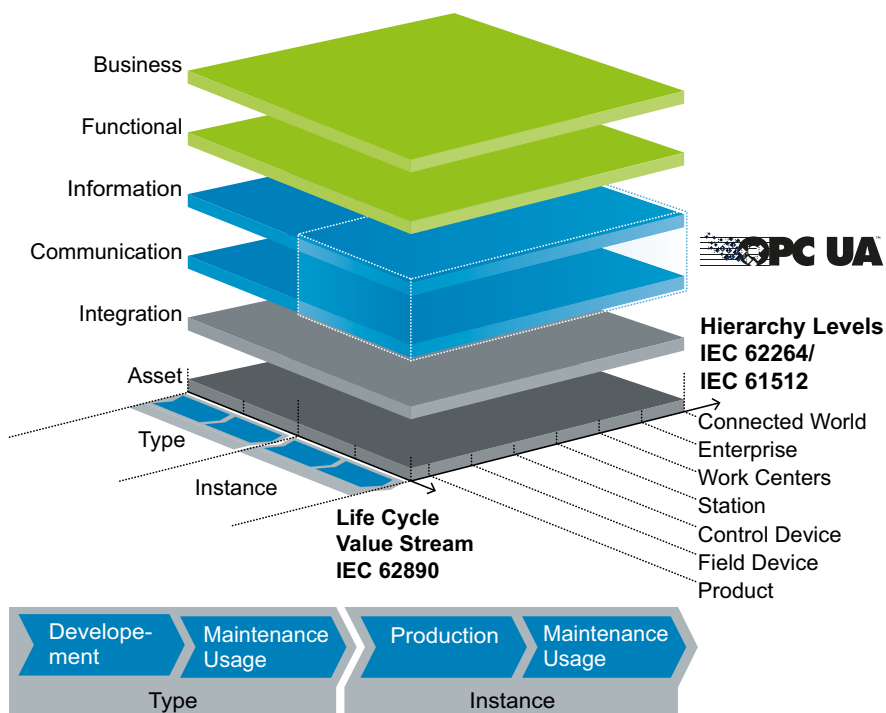 Business
Functional
Information
Communication
Integration
Asset
Type
Instance
OPC UA™
Hierarchy Levels
IEC 62264/
IEC 61512
Connected World
Enterprise
Work Centers
Station
Control Device
Field Device
Product
Life Cycle
Value Stream
IEC 62890
Develope-
ment
Maintenance
Usage
Production
Maintenance
Usage
Type
Instance